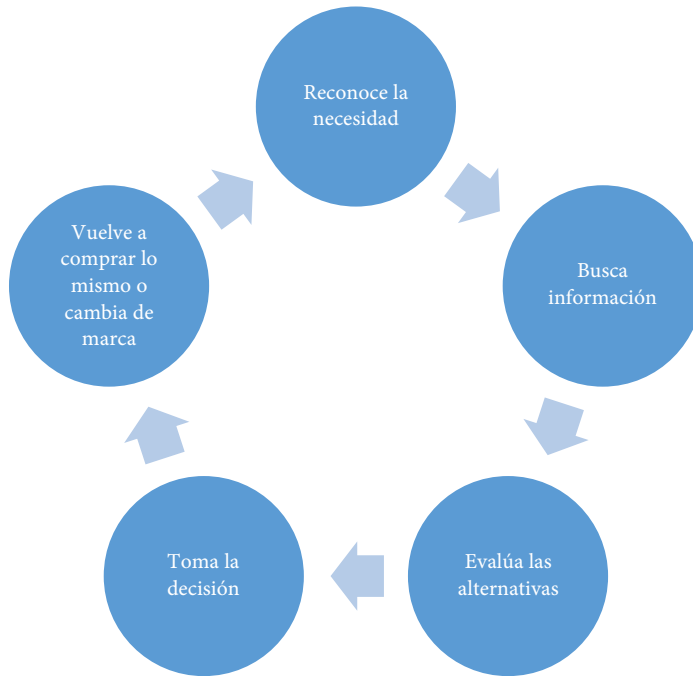 Reconoce la
necesidad
Busca
información
Evalúa las
alternativas
Toma la
decisión
Vuelve a
comprar lo
mismo o
cambia de
marca